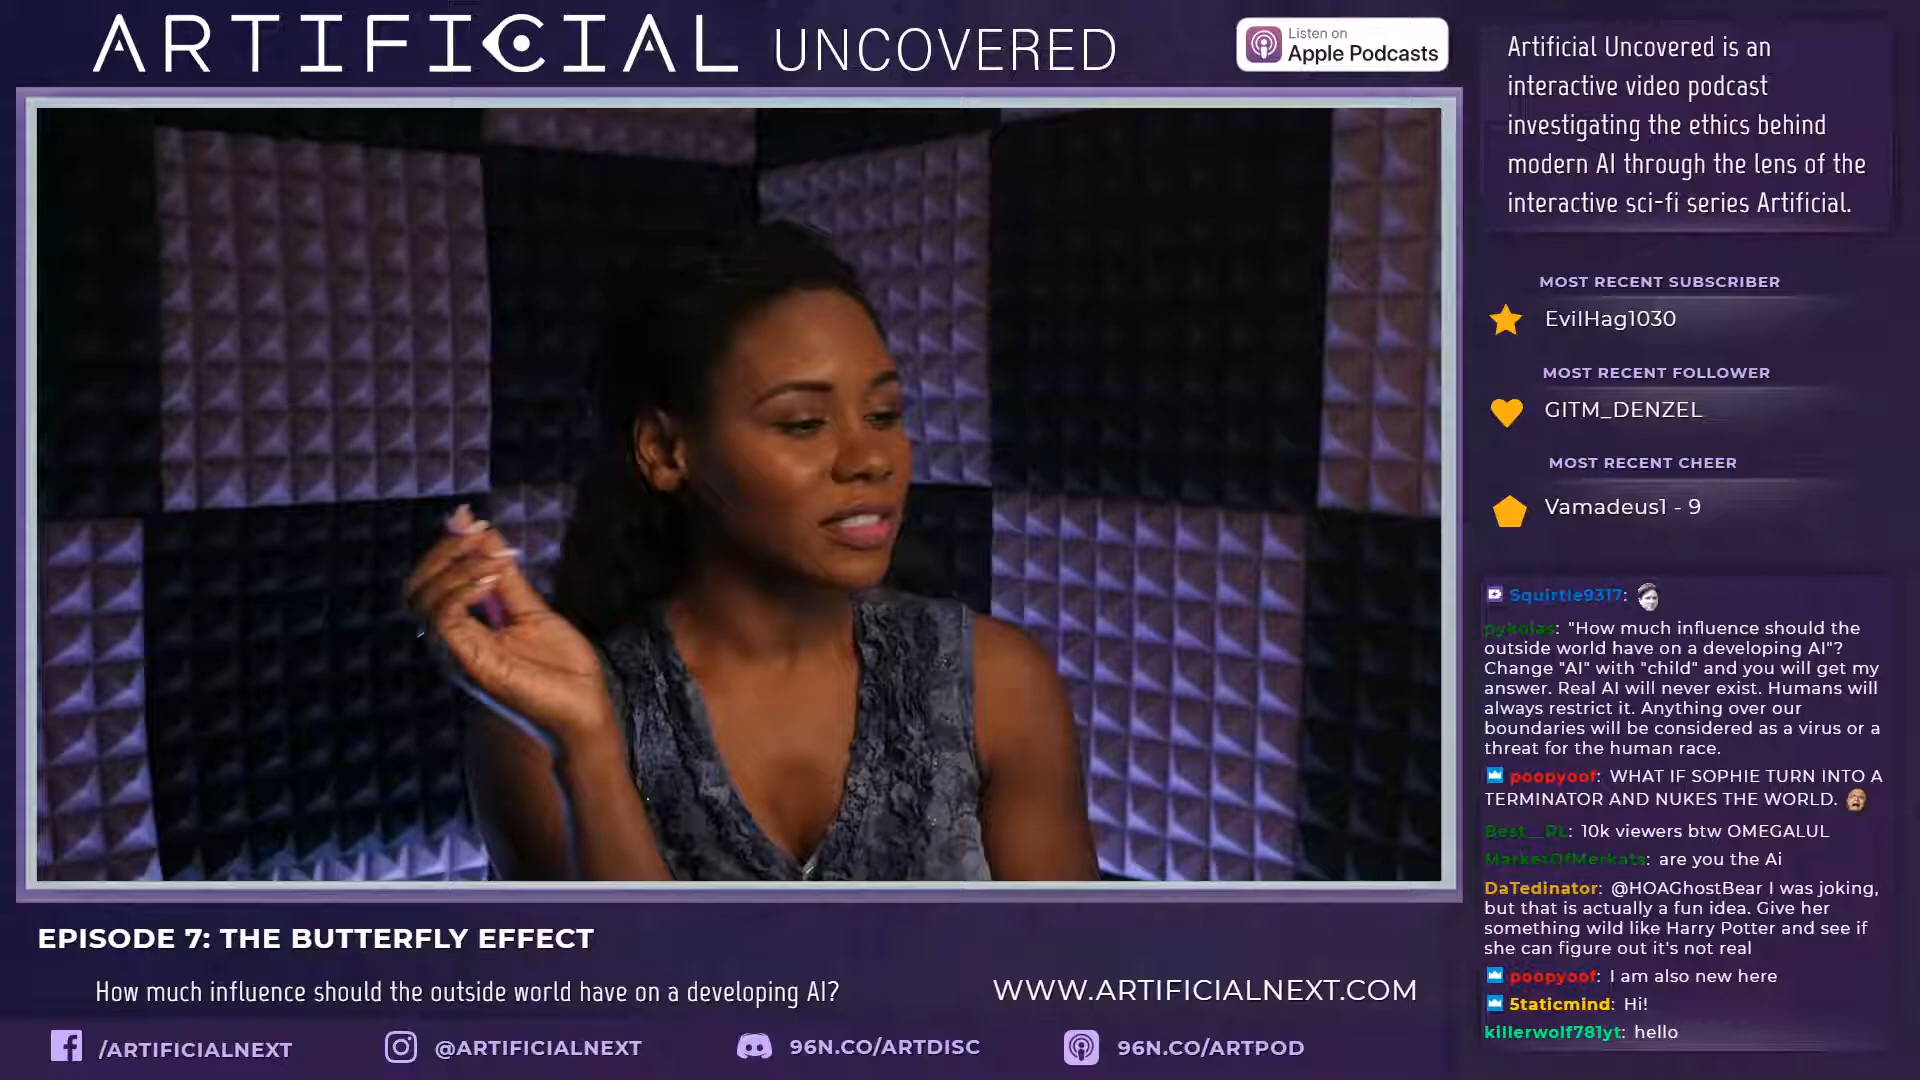 ARTIFICIAL UNCOVERED
Listen on
Apple Podcasts
Artificial Uncovered is an
interactive video podcast
investigating the ethics behind
modern AI through the lens of the
interactive sci-fi series Artificial.
MOST RECENT SUBSCRIBER
EvilHag1030
MOST RECENT FOLLOWER
GITM_DENZEL
MOST RECENT CHEER
Vamadeus1 - 9
Squirtle9317:
pykolas: "How much influence should the
outside world have on a developing AI"?
Change "AI" with "child" and you will get my
answer. Real AI will never exist. Humans will
always restrict it. Anything over our
boundaries will be considered as a virus or a
threat for the human race.
poopyoof: WHAT IF SOPHIE TURN INTO A
TERMINATOR AND NUKES THE WORLD.
Best__RL: 10k viewers btw OMEGALUL
MarketOfMerkats: are you the Ai
DaTedinator: @HOAGhostBear I was joking,
but that is actually a fun idea. Give her
something wild like Harry Potter and see if
she can figure out it's not real
poopyoof: I am also new here
5taticmind: Hi!
killerwolf781yt: hello
EPISODE 7: THE BUTTERFLY EFFECT
How much influence should the outside world have on a developing AI?
WWW.ARTIFICIALNEXT.COM
/ARTIFICIALNEXT
@ARTIFICIALNEXT
96N.CO/ARTDISC
96N.CO/ARTPOD